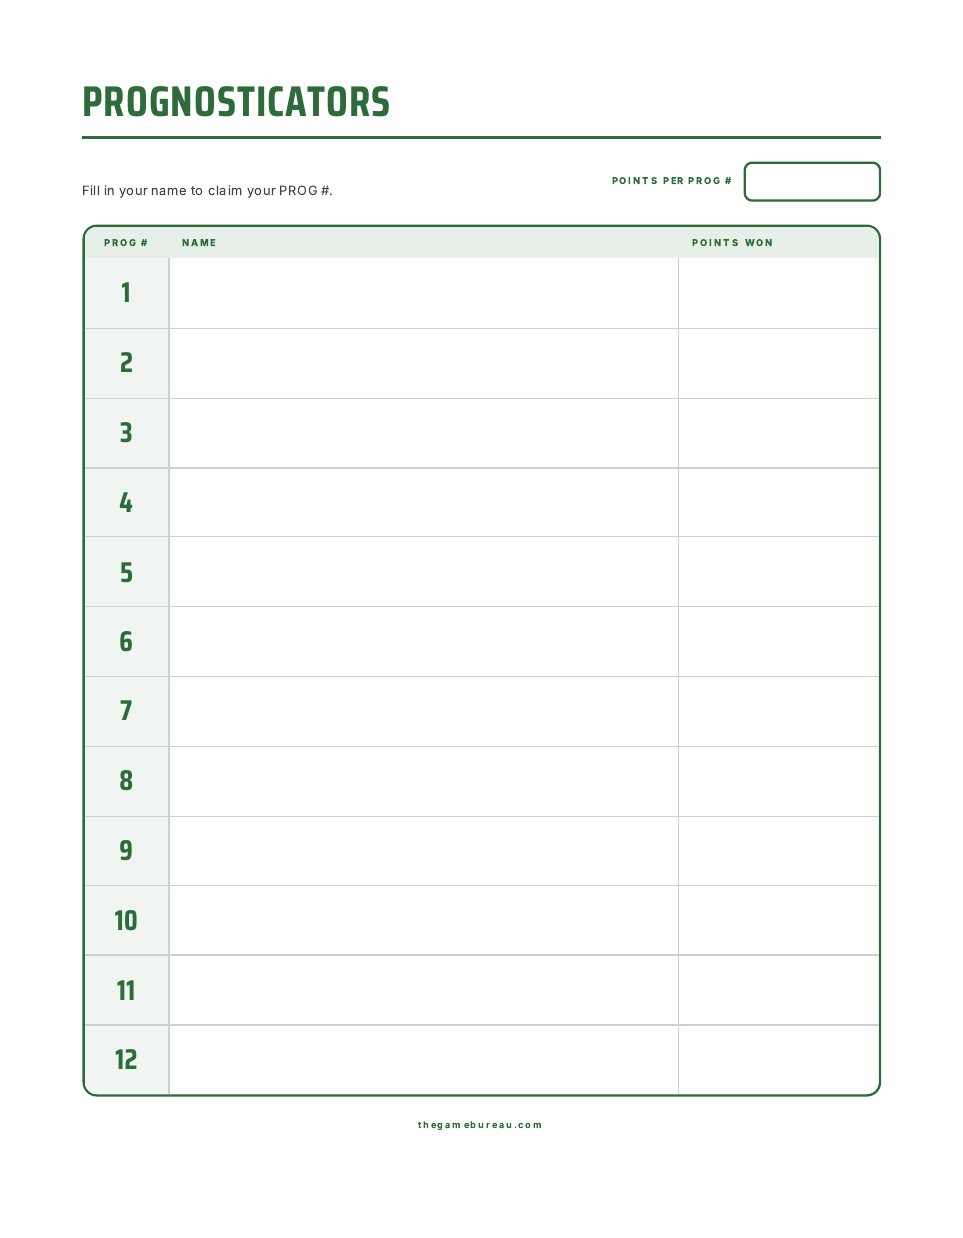 PROGNOSTICATORS
Fill in your name to claim your PROG #.
POINTS PER PROG #
PROG # NAME POINTS WON
1
2
3
4
5
6
7
8
9
10
11
12
thegamebureau.com